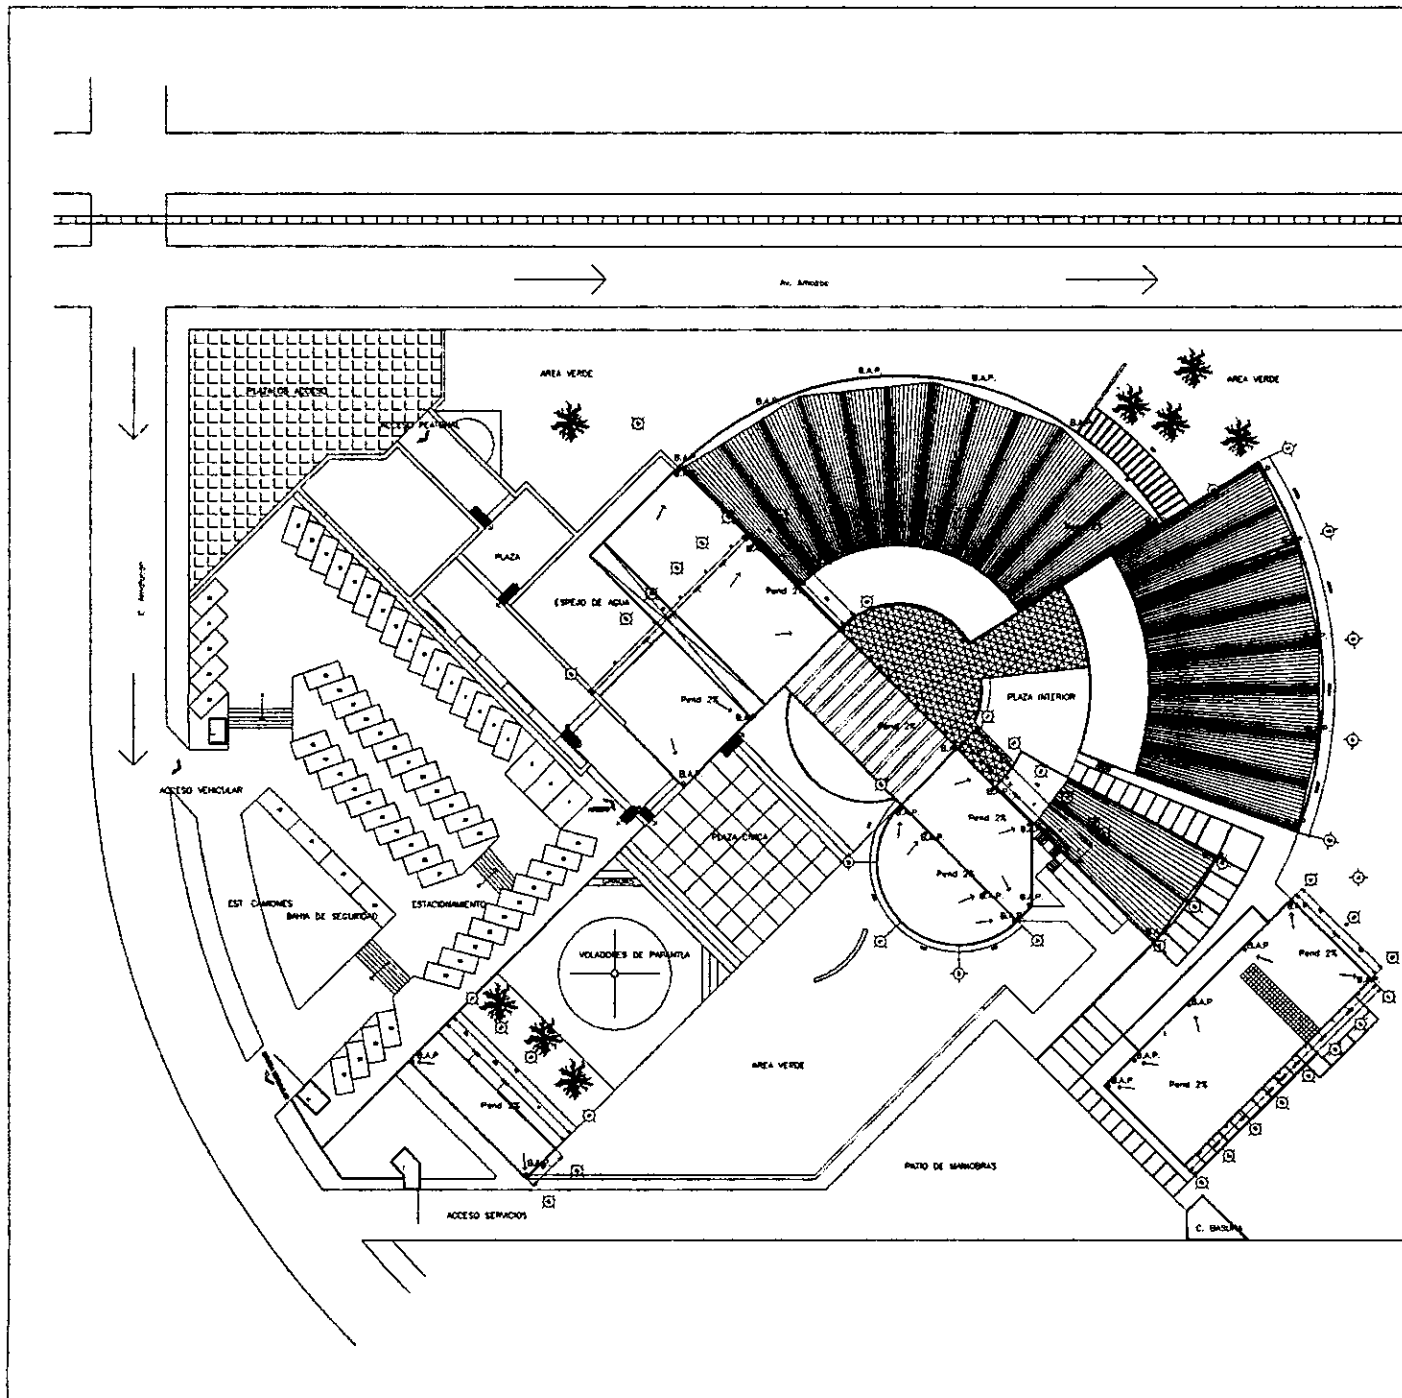 B.A.P.
B.A.P.
B.A.P.
AREA VERDE
AREA VERDE
B.A.P.
PLAZA DE ACCESO
ACCESO PEATONAL
B.A.P.
PLAZA
ESPEJO DE AGUA
Pend 2%
Pend 2%
PLAZA INTERIOR
Pend 2%
B.A.P.
ACCESO VEHICULAR
B.A.P.
PLAZA CIVICA
Pend 2%
B.A.P.
B.A.P.
Pend 2%
EST CAMIONES
BAHIA DE SEGURIDAD
ESTACIONAMIENTO
B.A.P.
B.A.P.
B.A.P.
VOLADORES DE PAPANTLA
Pend 2%
B.A.P.
B.A.P.
B.A.P.
AREA VERDE
B.A.P.
Pend 2%
Pend 2%
B.A.P.
PATIO DE MANIOBRAS
ACCESO SERVICIOS
C. BASURA